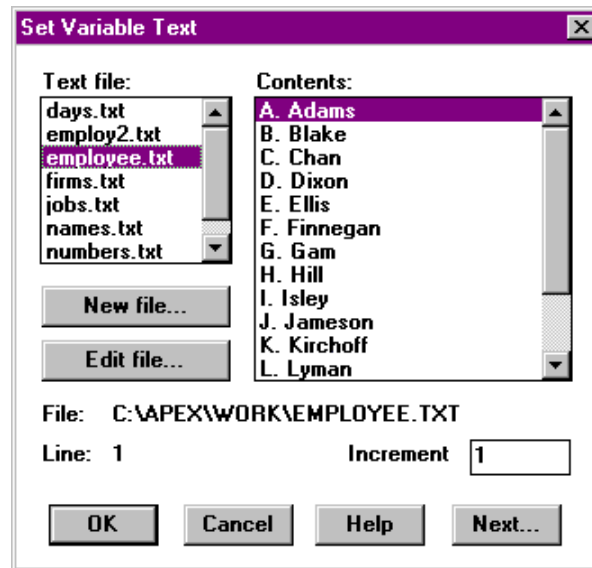 Set Variable Text
Text file:
days.txt
employ2.txt
employee.txt
firms.txt
jobs.txt
names.txt
numbers.txt
New file...
Edit file...
Contents:
A. Adams
B. Blake
C. Chan
D. Dixon
E. Ellis
F. Finnegan
G. Gam
H. Hill
I. Isley
J. Jameson
K. Kirchoff
L. Lyman
File: C:\APEX\WORK\EMPLOYEE.TXT
Line: 1 Increment 1
OK Cancel Help Next...